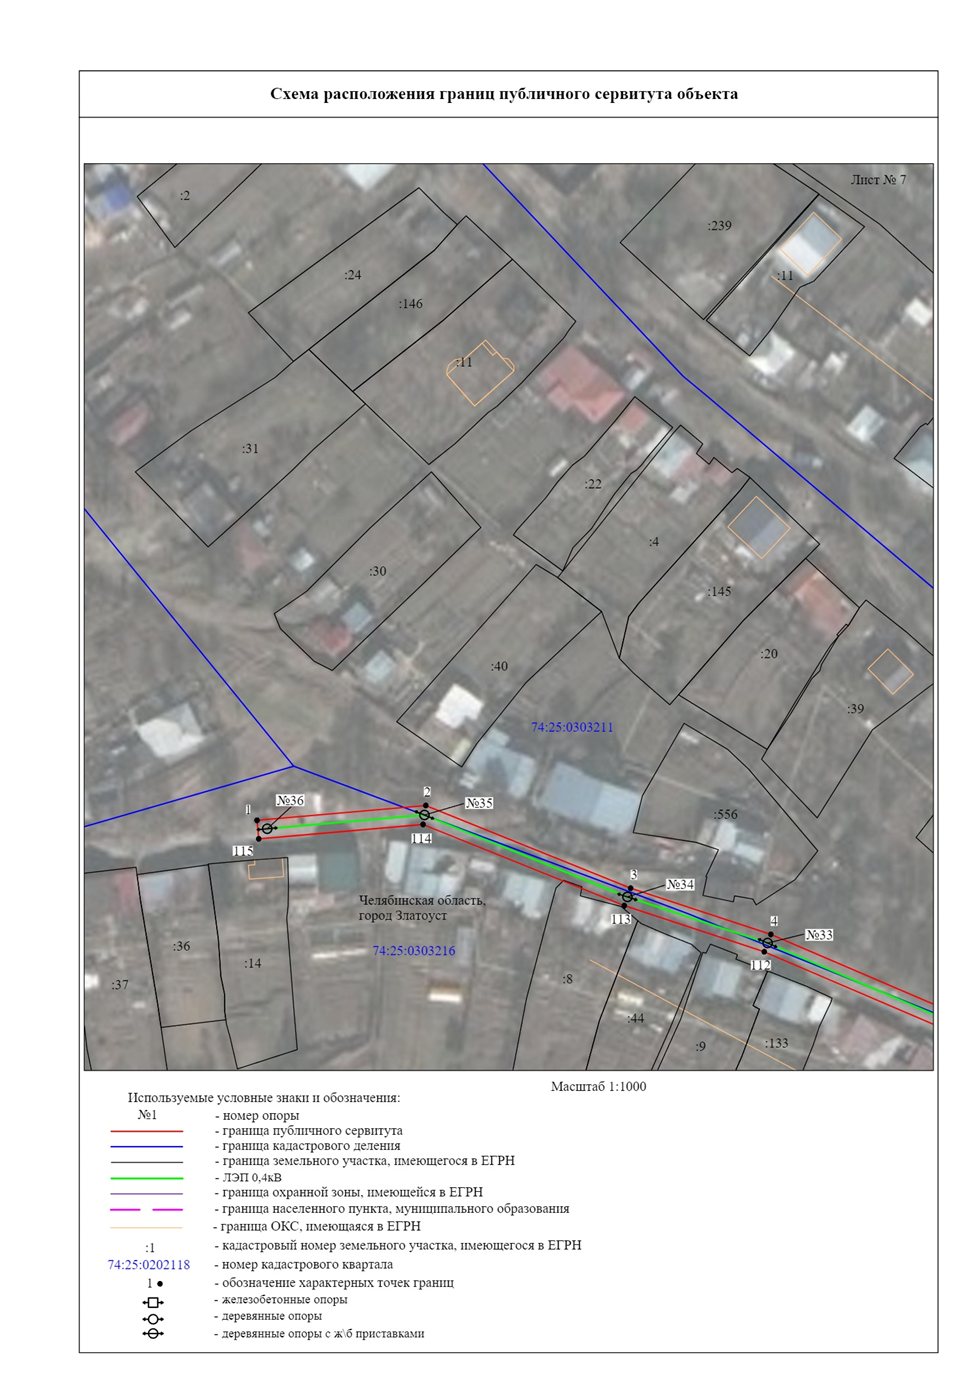 Схема расположения границ публичного сервитута объекта
Лист № 7
:2
:239
:24
:11
:146
:11
:31
:22
:4
:30
:145
:20
:40
:39
74:25:0303211
2
1
№36
№35
:556
115
114
3
№34
Челябинская область,
город Златоуст
113
4
№33
:36
74:25:0303216
:14
112
:37
:8
:44
:9
:133
Масштаб 1:1000
Используемые условные знаки и обозначения:
№1 - номер опоры
- граница публичного сервитута
- граница кадастрового деления
- граница земельного участка, имеющегося в ЕГРН
- ЛЭП 0,4кВ
- граница охранной зоны, имеющейся в ЕГРН
- граница населенного пункта, муниципального образования
- граница ОКС, имеющаяся в ЕГРН
:1 - кадастровый номер земельного участка, имеющегося в ЕГРН
74:25:0202118 - номер кадастрового квартала
1 - обозначение характерных точек границ
- железобетонные опоры
- деревянные опоры
- деревянные опоры с ж\б приставками